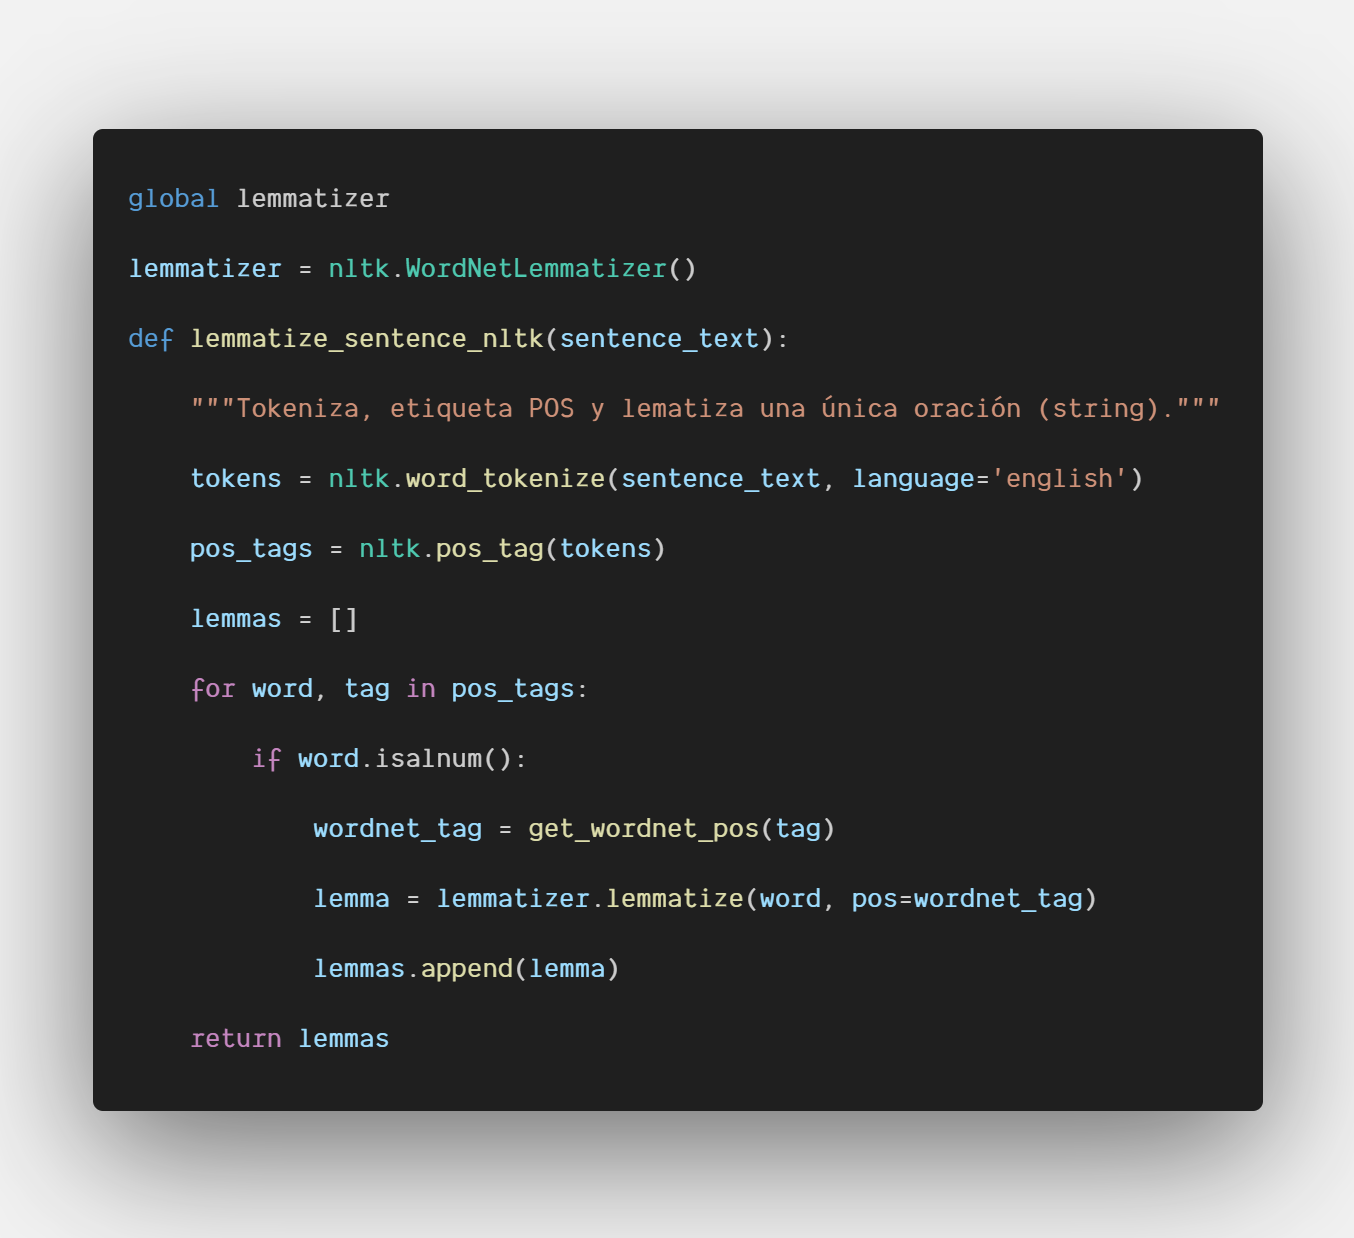 global lemmatizer
lemmatizer = nltk.WordNetLemmatizer()
def lemmatize_sentence_nltk(sentence_text):
    """Tokeniza, etiqueta POS y lematiza una única oración (string)."""
    tokens = nltk.word_tokenize(sentence_text, language='english')
    pos_tags = nltk.pos_tag(tokens)
    lemmas = []
    for word, tag in pos_tags:
        if word.isalnum():
            wordnet_tag = get_wordnet_pos(tag)
            lemma = lemmatizer.lemmatize(word, pos=wordnet_tag)
            lemmas.append(lemma)
    return lemmas